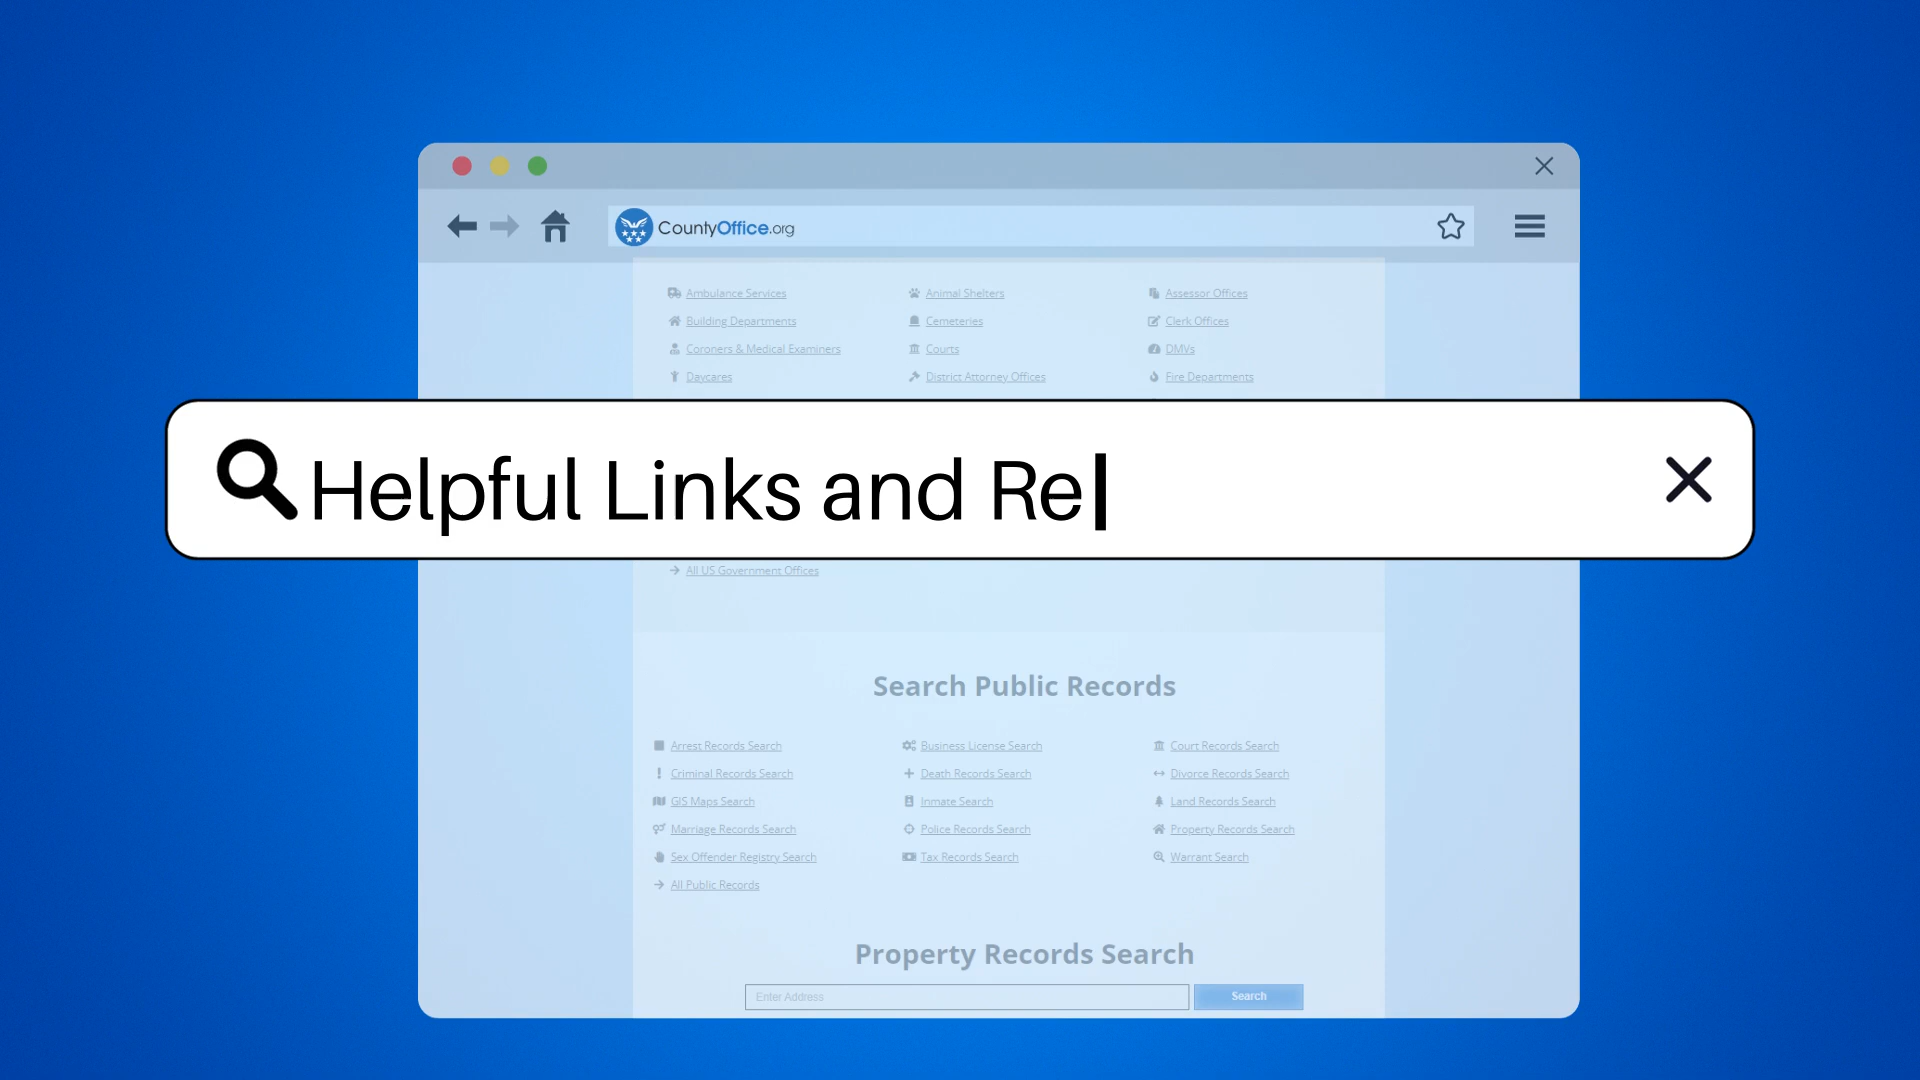 CountyOffice.org
Ambulance Services Animal Shelters Assessor Offices
Building Departments Cemeteries Clerk Offices
Coroners & Medical Examiners Courts DMVs
Daycares District Attorney Offices Fire Departments
Helpful Links and Re
All US Government Offices
Search Public Records
Arrest Records Search Business License Search Court Records Search
Criminal Records Search Death Records Search Divorce Records Search
GIS Maps Search Inmate Search Land Records Search
Marriage Records Search Police Records Search Property Records Search
Sex Offender Registry Search Tax Records Search Warrant Search
All Public Records
Property Records Search
Enter Address Search